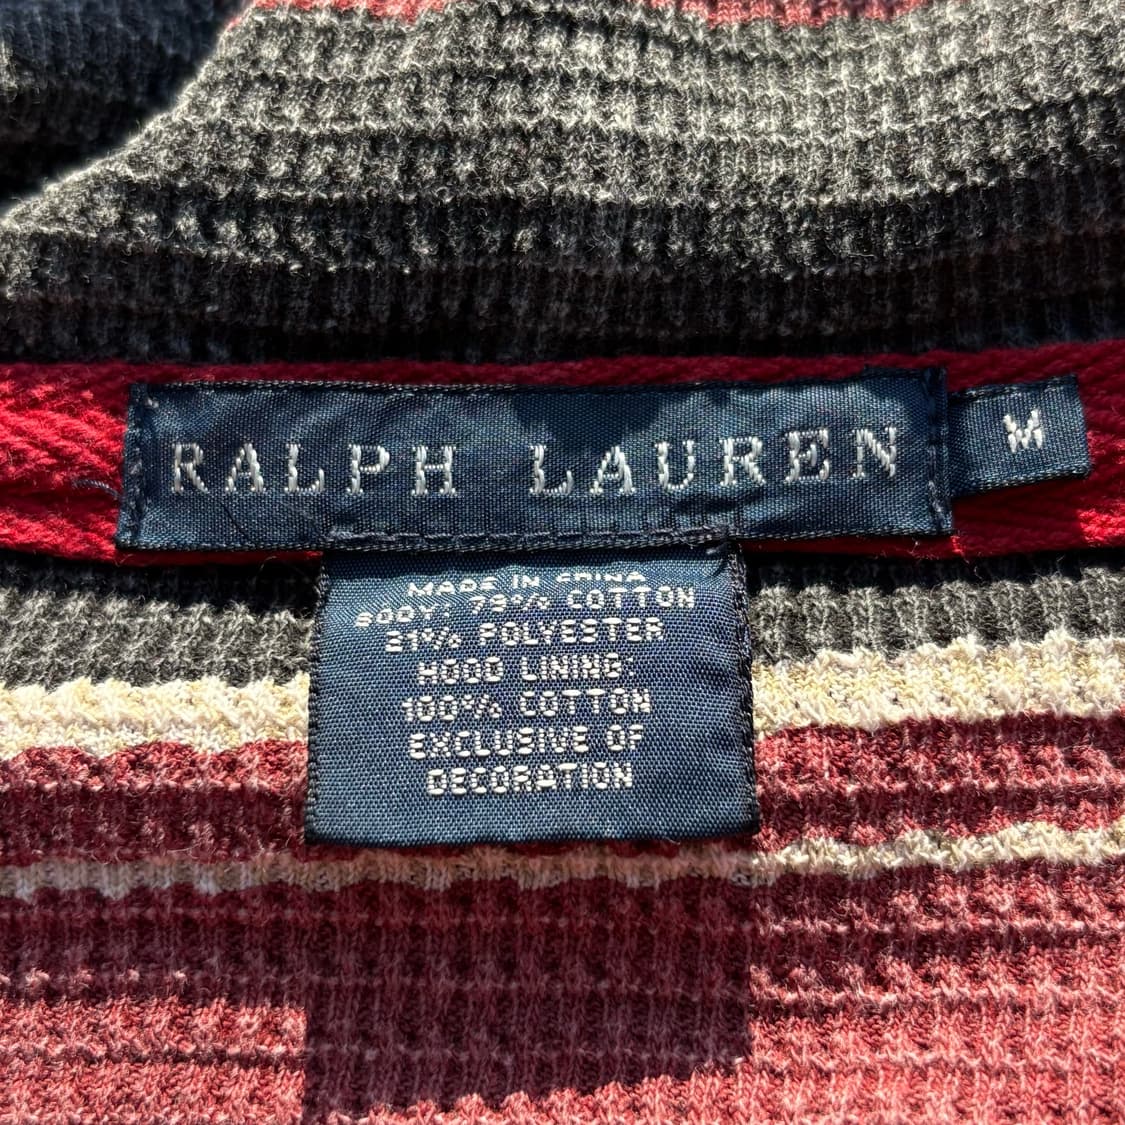 RALPH LAUREN
M
MADE IN CHINA
BODY: 79% COTTON
21% POLYESTER
HOOD LINING:
100% COTTON
EXCLUSIVE OF
DECORATION